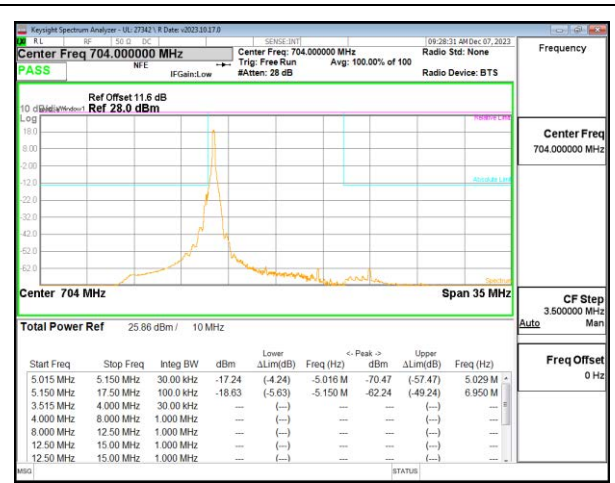 Keysight Spectrum Analyzer - UL: 27342 \ R Date: v2023.10.17.0
RL RF 50 Ω DC SENSE:INT 09:28:31 AM Dec 07, 2023
Center Freq 704.000000 MHz Center Freq: 704.000000 MHz Radio Std: None Frequency
NFE Trig: Free Run Avg: 100.00% of 100
PASS IFGain:Low #Atten: 28 dB Radio Device: BTS
Ref Offset 11.6 dB
10 dB/div Ref 28.0 dBm
Log Relative Limit
18.0
8.00
-2.00
-12.0 Absolute Limit
-22.0
-32.0
-42.0
-52.0
-62.0
Spectrum
Center 704 MHz Span 35 MHz
Center Freq
704.000000 MHz
CF Step
3.500000 MHz
Auto Man
Freq Offset
0 Hz
Total Power Ref 25.86 dBm / 10 MHz
Lower <- Peak -> Upper
Start Freq Stop Freq Integ BW dBm ΔLim(dB) Freq (Hz) dBm ΔLim(dB) Freq (Hz)
5.015 MHz 5.150 MHz 30.00 kHz -17.24 (-4.24) -5.016 M -70.47 (-57.47) 5.029 M
5.150 MHz 17.50 MHz 100.0 kHz -18.63 (-5.63) -5.150 M -62.24 (-49.24) 6.950 M
3.515 MHz 4.000 MHz 30.00 kHz --- (---) --- --- (---) ---
4.000 MHz 8.000 MHz 1.000 MHz --- (---) --- --- (---) ---
8.000 MHz 12.50 MHz 1.000 MHz --- (---) --- --- (---) ---
12.50 MHz 15.00 MHz 1.000 MHz --- (---) --- --- (---) ---
12.50 MHz 15.00 MHz 1.000 MHz --- (---) --- --- (---) ---
MSG STATUS